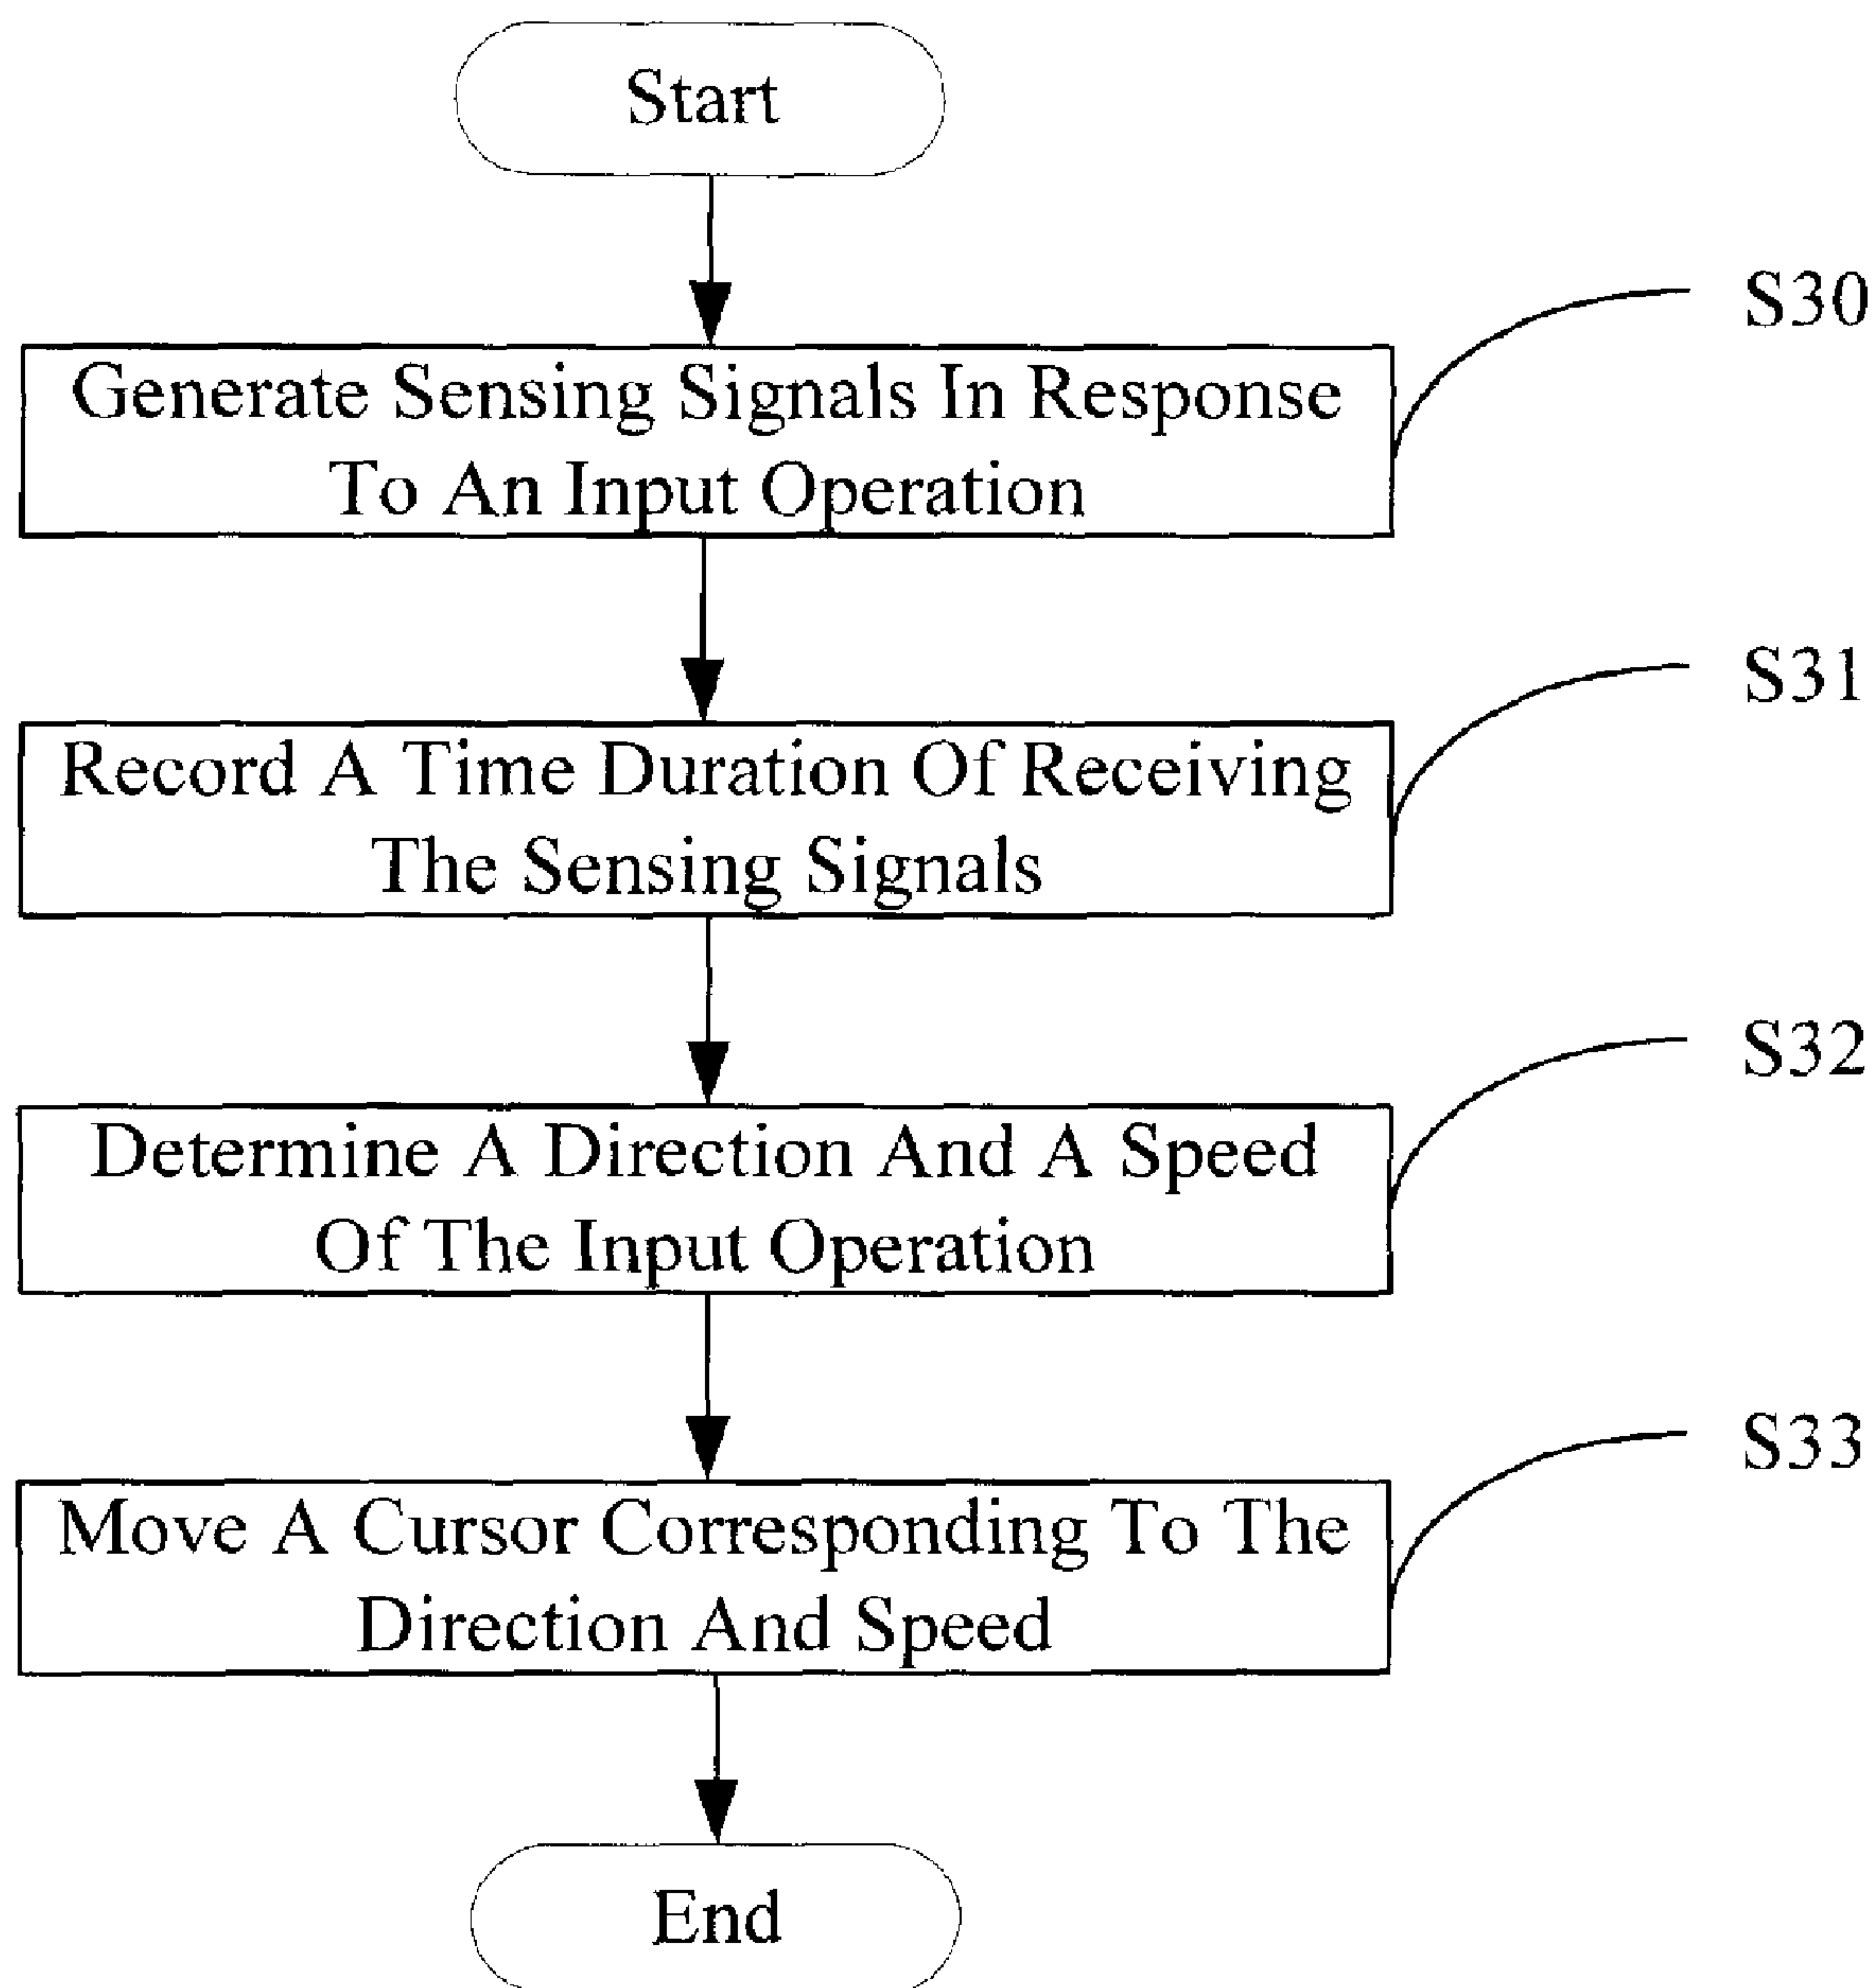 Start
S30
Generate Sensing Signals In Response
To An Input Operation
S31
Record A Time Duration Of Receiving
The Sensing Signals
S32
Determine A Direction And A Speed
Of The Input Operation
S33
Move A Cursor Corresponding To The
Direction And Speed
End